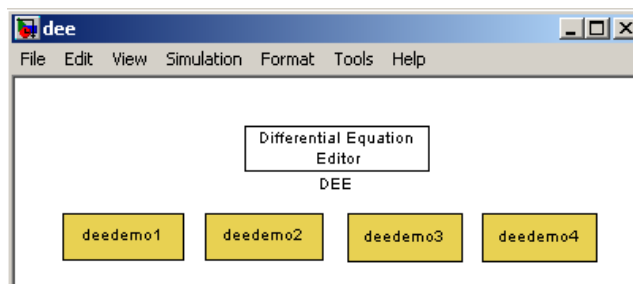 dee
File Edit View Simulation Format Tools Help
Differential Equation
Editor
DEE
deedemo1 deedemo2 deedemo3 deedemo4